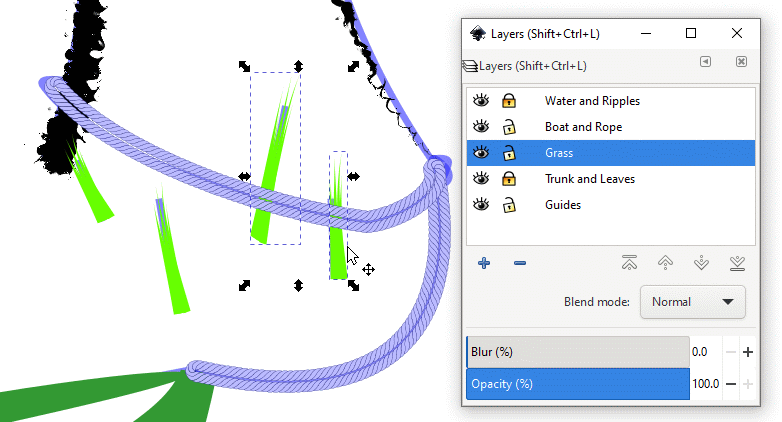 Layers (Shift+Ctrl+L)
Layers (Shift+Ctrl+L)
Water and Ripples
Boat and Rope
Grass
Trunk and Leaves
Guides
Blend mode: Normal
Blur (%) 0.0
Opacity (%) 100.0